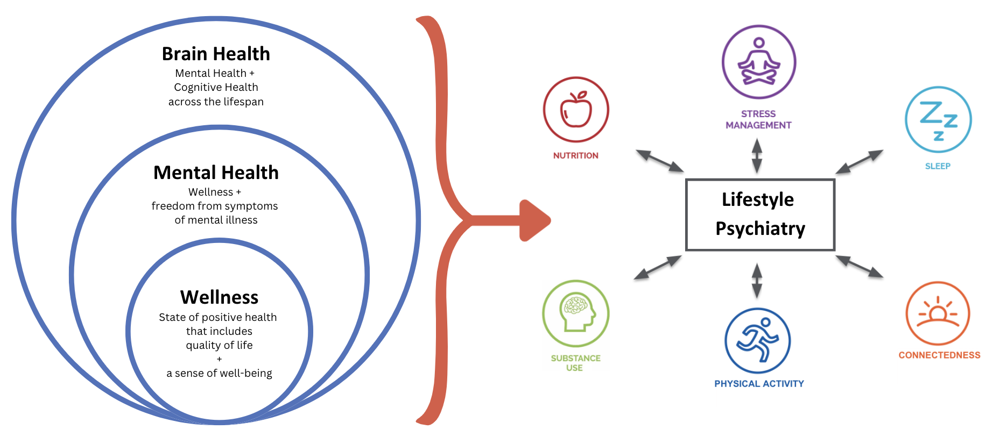 Brain Health
Mental Health +
Cognitive Health
across the lifespan
Mental Health
Wellness +
freedom from symptoms
of mental illness
Wellness
State of positive health
that includes
quality of life
+
a sense of well-being
NUTRITION
STRESS
MANAGEMENT
Zzz
SLEEP
Lifestyle
Psychiatry
SUBSTANCE
USE
PHYSICAL ACTIVITY
CONNECTEDNESS